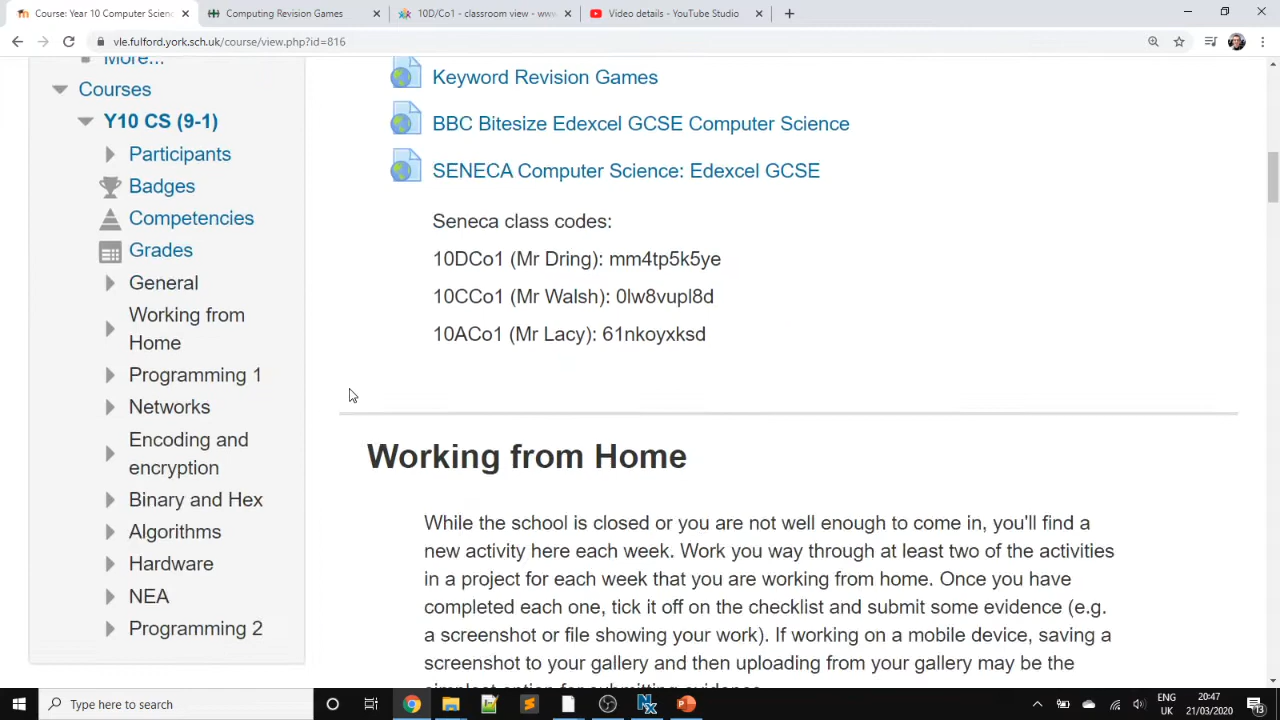 Course: Year 10 Computer Scienc
Computing Revision Games
10D/Co1 - classroom view - www
Video details - YouTube Studio
vle.fulford.york.sch.uk/course/view.php?id=816
More...
Courses
Y10 CS (9-1)
Participants
Badges
Competencies
Grades
General
Working from
Home
Programming 1
Networks
Encoding and
encryption
Binary and Hex
Algorithms
Hardware
NEA
Programming 2
Keyword Revision Games
BBC Bitesize Edexcel GCSE Computer Science
SENECA Computer Science: Edexcel GCSE
Seneca class codes:
10DCo1 (Mr Dring): mm4tp5k5ye
10CCo1 (Mr Walsh): 0lw8vupl8d
10ACo1 (Mr Lacy): 61nkoyxksd
Working from Home
While the school is closed or you are not well enough to come in, you'll find a
new activity here each week. Work you way through at least two of the activities
in a project for each week that you are working from home. Once you have
completed each one, tick it off on the checklist and submit some evidence (e.g.
a screenshot or file showing your work). If working on a mobile device, saving a
screenshot to your gallery and then uploading from your gallery may be the
simplest option for submitting evidence.
Type here to search
ENG
UK
20:47
21/03/2020
13